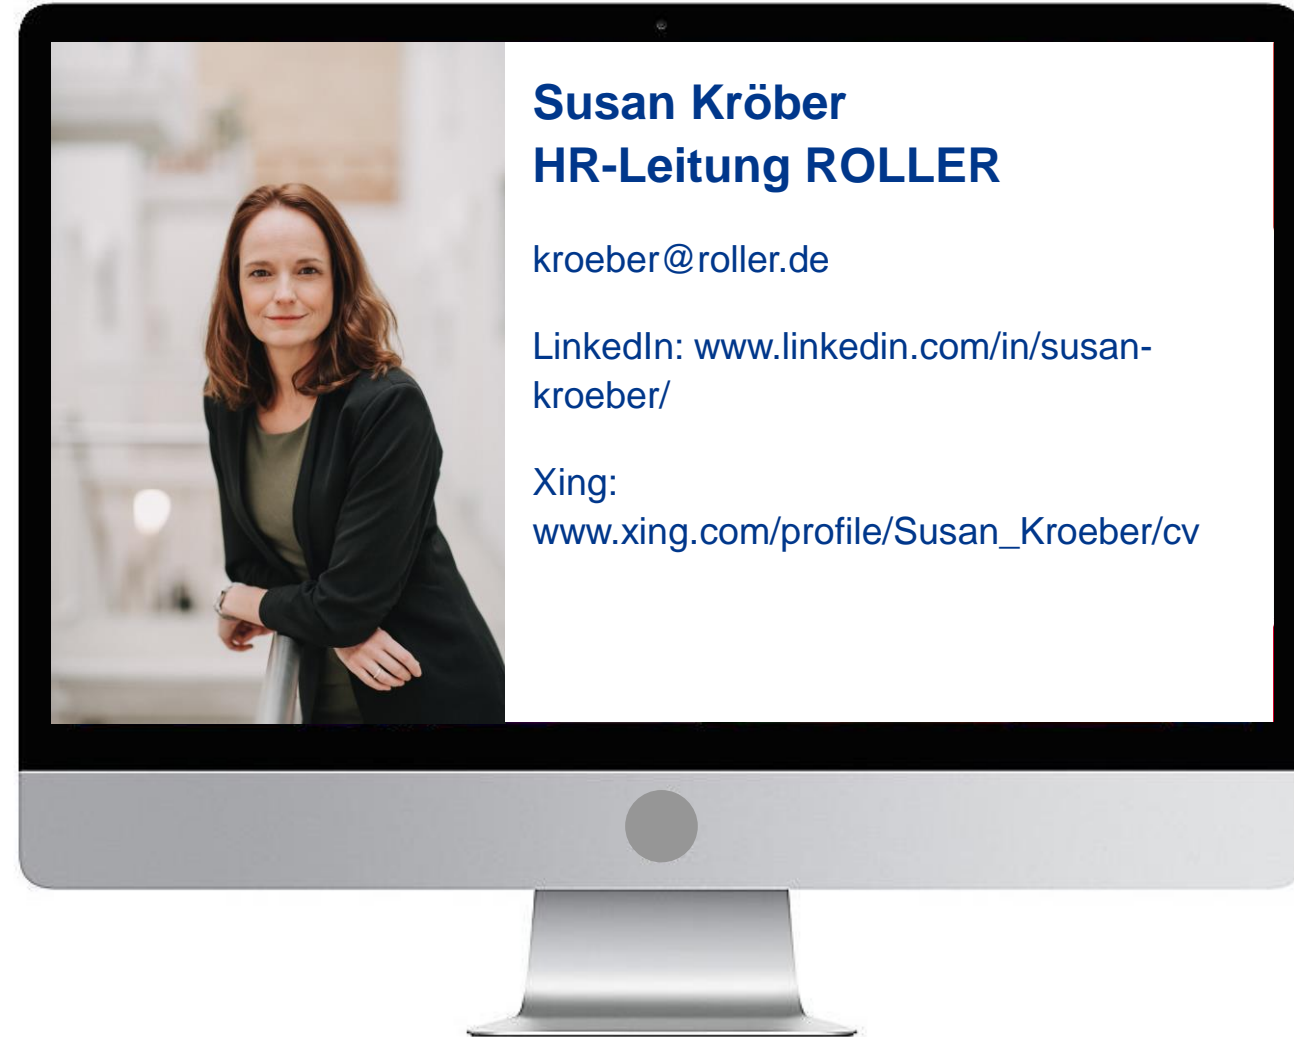 Susan Kröber
HR-Leitung ROLLER
kroeber@roller.de
LinkedIn: www.linkedin.com/in/susan-
kroeber/
Xing:
www.xing.com/profile/Susan_Kroeber/cv